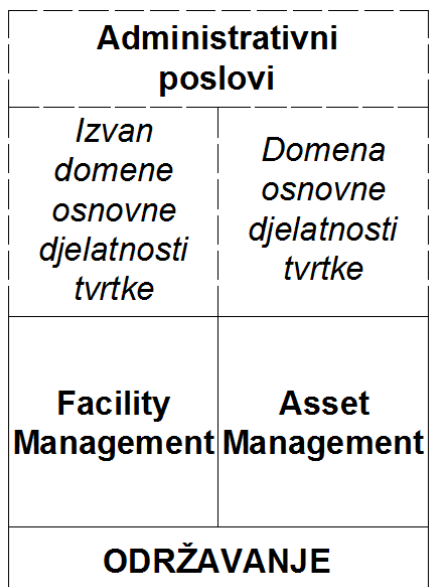 Administrativni
poslovi
Izvan
domene
osnovne
djelatnosti
tvrtke
Domena
osnovne
djelatnosti
tvrtke
Facility
Management
Asset
Management
ODRŽAVANJE